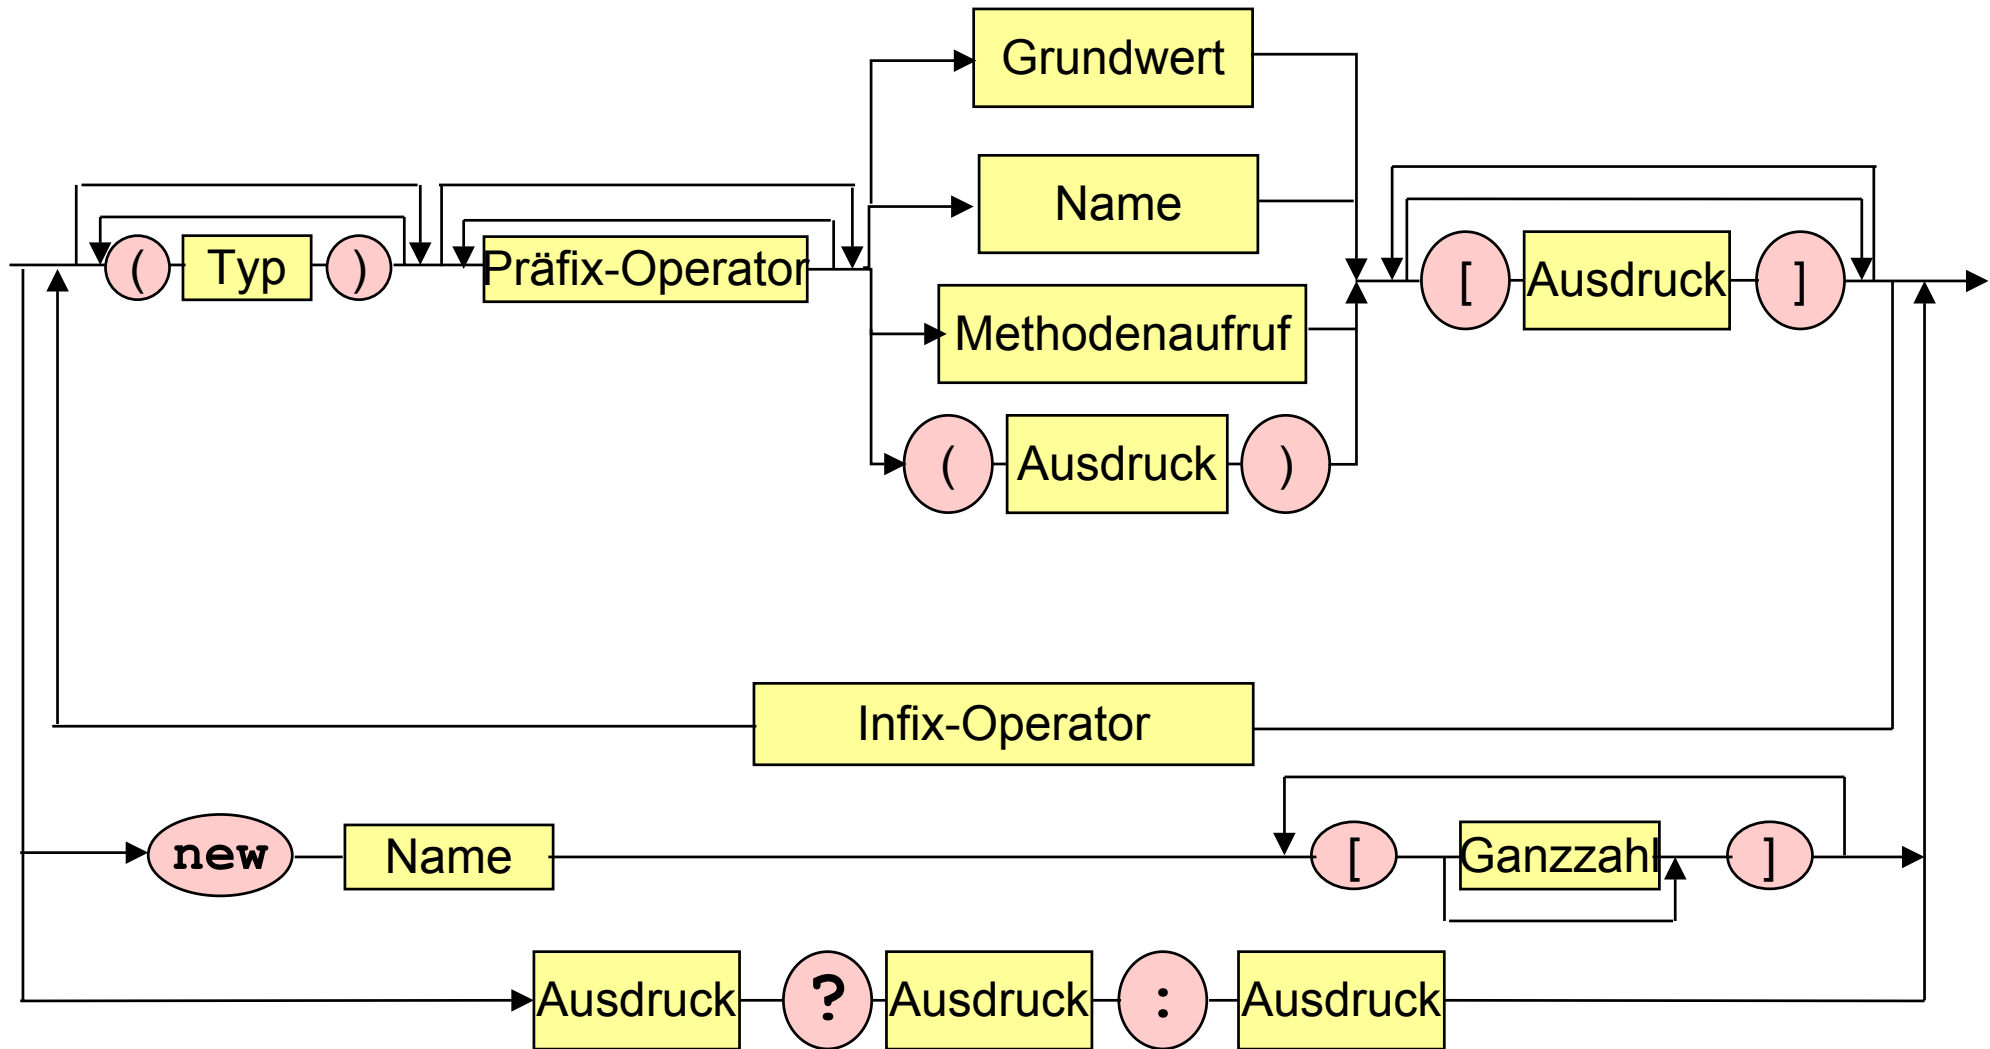 Grundwert
Name
( Typ ) Präfix-Operator [ Ausdruck ]
Methodenaufruf
( Ausdruck )
Infix-Operator
new Name [ Ganzzahl ]
Ausdruck ? Ausdruck : Ausdruck